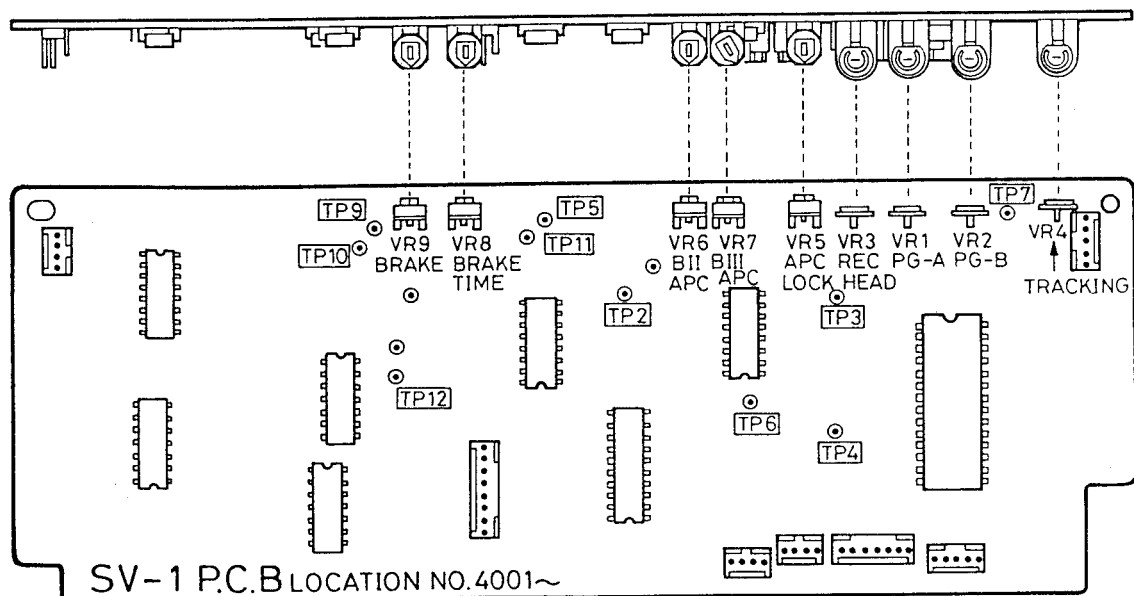 TP9
TP10
VR9
BRAKE
VR8
BRAKE
TIME
TP5
TP11
VR6
BII
APC
VR7
BIII
APC
VR5
APC
LOCK
VR3
REC
HEAD
VR1
PG-A
VR2
PG-B
TP7
VR4
TRACKING
TP2
TP3
TP12
TP6
TP4
SV-1 P.C.B LOCATION NO.4001~